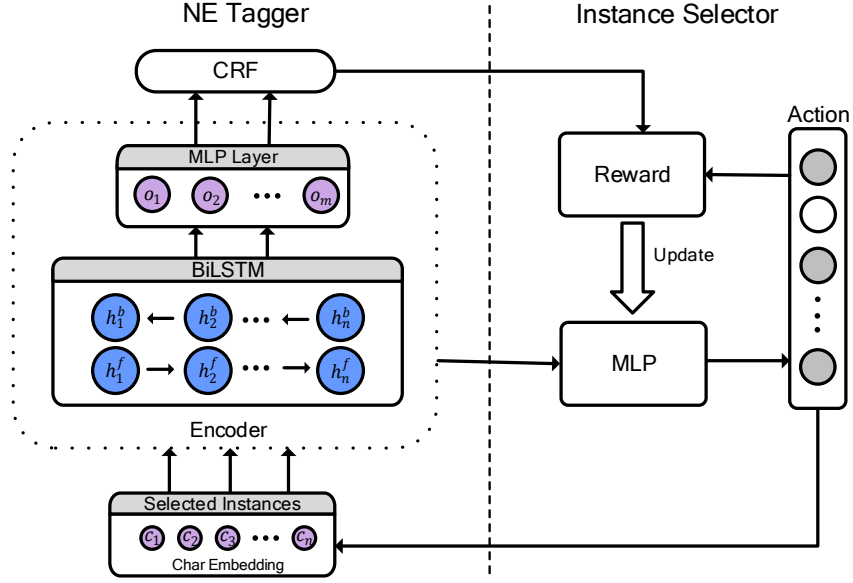 NE Tagger
Instance Selector
CRF
Action
MLP Layer
o₁ o₂ ••• oₘ
Reward
BiLSTM
Update
h₁ᵇ h₂ᵇ ••• hₙᵇ
h₁ᶠ h₂ᶠ ••• hₙᶠ
MLP
Encoder
Selected Instances
c₁ c₂ c₃ ••• cₙ
Char Embedding